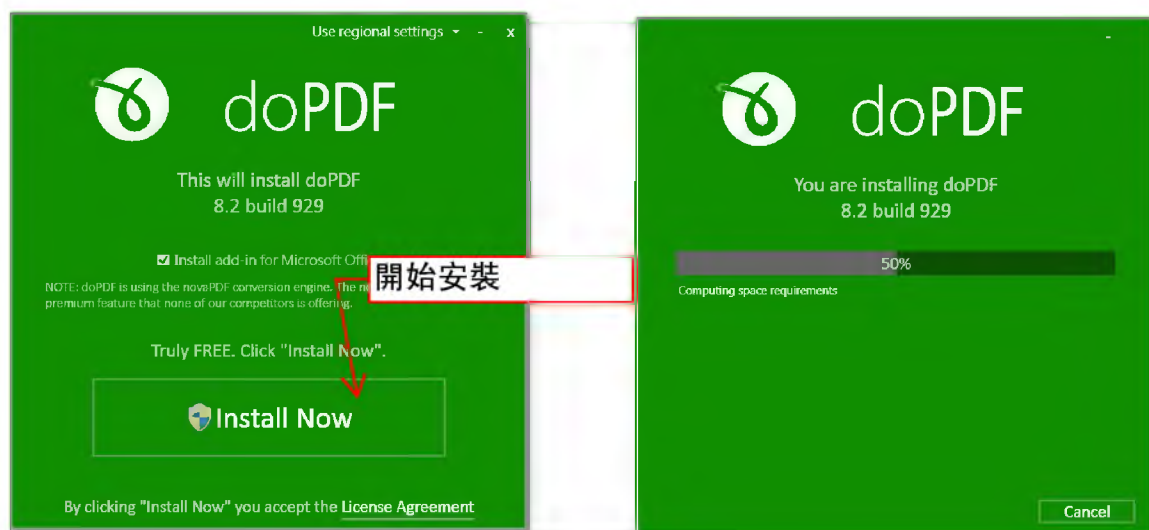 Use regional settings - x
doPDF
This will install doPDF
8.2 build 929
Install add-in for Microsoft Offi
NOTE: doPDF is using the novaPDF conversion engine. The
premium feature that none of our competitors is offering.
Truly FREE. Click "Install Now".
Install Now
By clicking "Install Now" you accept the License Agreement
開始安裝
-
doPDF
You are installing doPDF
8.2 build 929
50%
Computing space requirements
Cancel